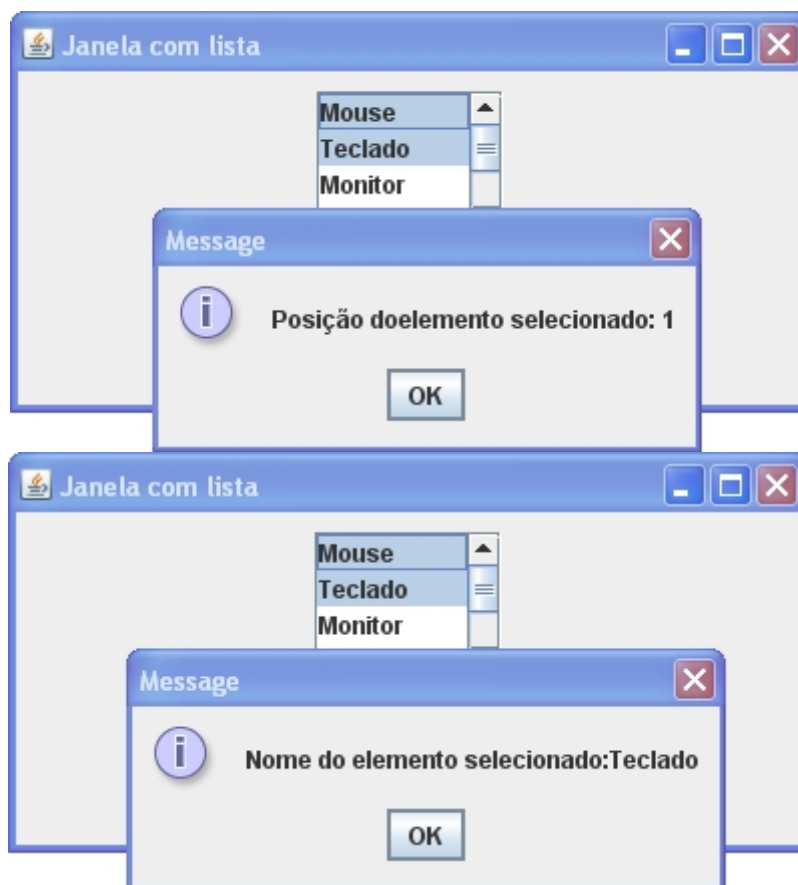 Janela com lista
Mouse
Teclado
Monitor
Message
Posição doelemento selecionado: 1
OK
Janela com lista
Mouse
Teclado
Monitor
Message
Nome do elemento selecionado:Teclado
OK